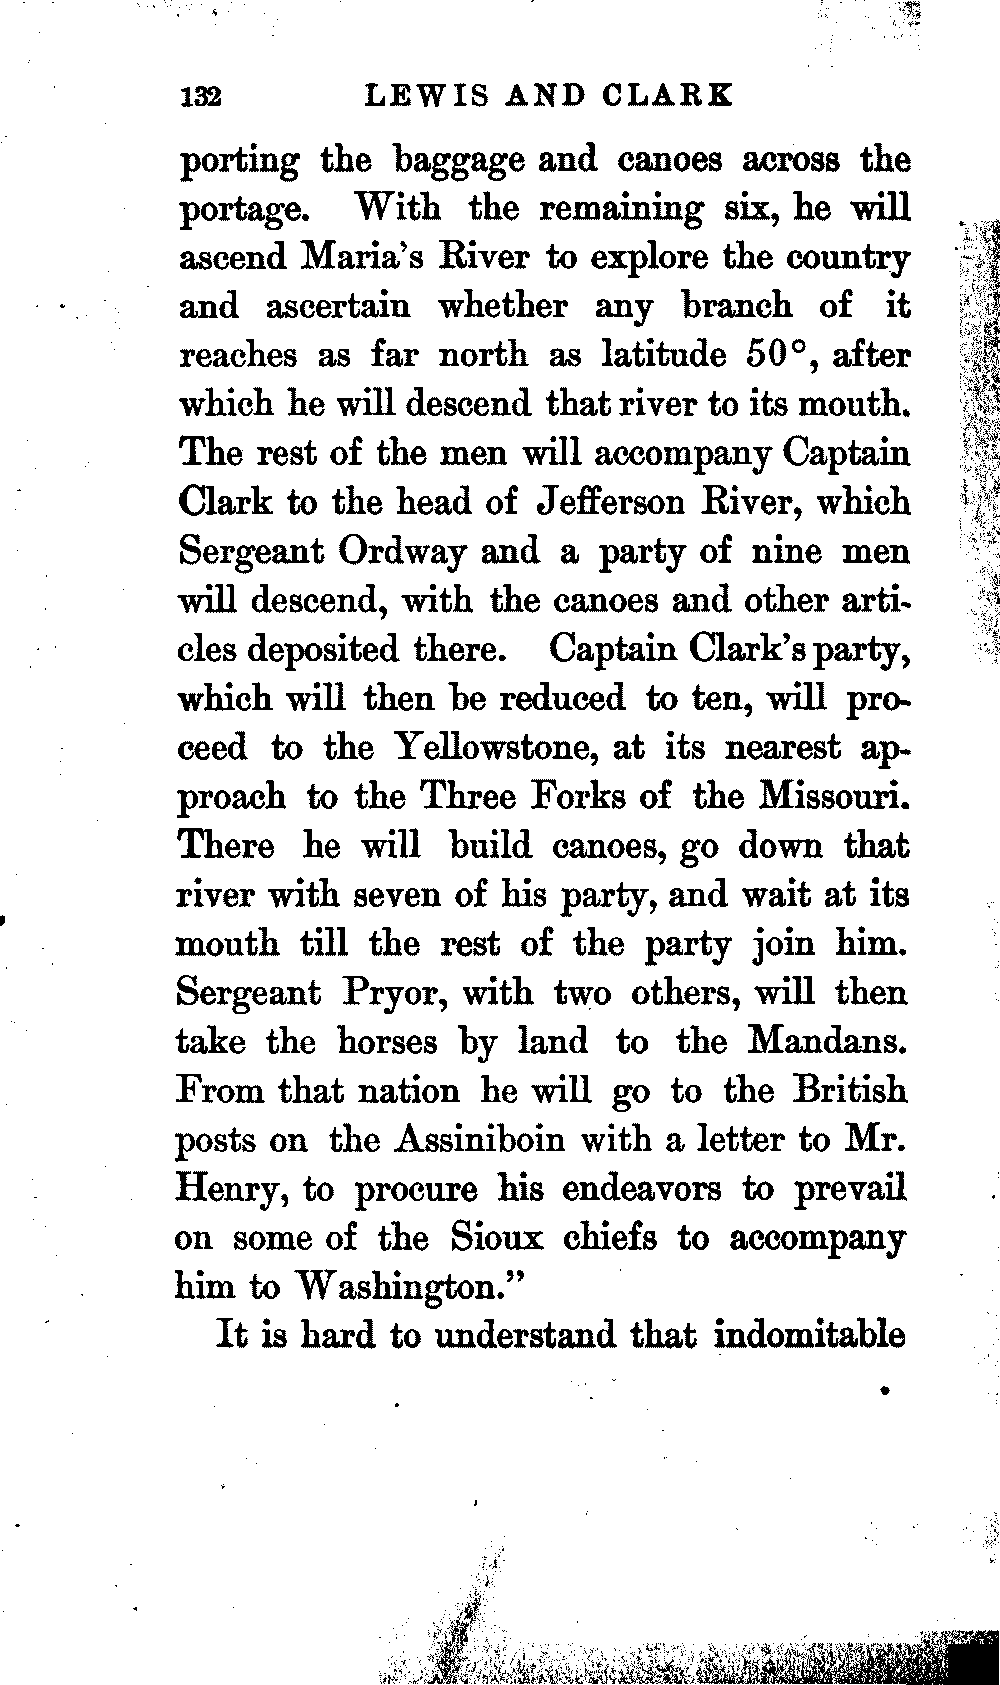 132 LEWIS AND CLARK
porting the baggage and canoes across the
portage. With the remaining six, he will
ascend Maria's River to explore the country
and ascertain whether any branch of it
reaches as far north as latitude 50°, after
which he will descend that river to its mouth.
The rest of the men will accompany Captain
Clark to the head of Jefferson River, which
Sergeant Ordway and a party of nine men
will descend, with the canoes and other arti-
cles deposited there. Captain Clark's party,
which will then be reduced to ten, will pro-
ceed to the Yellowstone, at its nearest ap-
proach to the Three Forks of the Missouri.
There he will build canoes, go down that
river with seven of his party, and wait at its
mouth till the rest of the party join him.
Sergeant Pryor, with two others, will then
take the horses by land to the Mandans.
From that nation he will go to the British
posts on the Assiniboin with a letter to Mr.
Henry, to procure his endeavors to prevail
on some of the Sioux chiefs to accompany
him to Washington."
It is hard to understand that indomitable